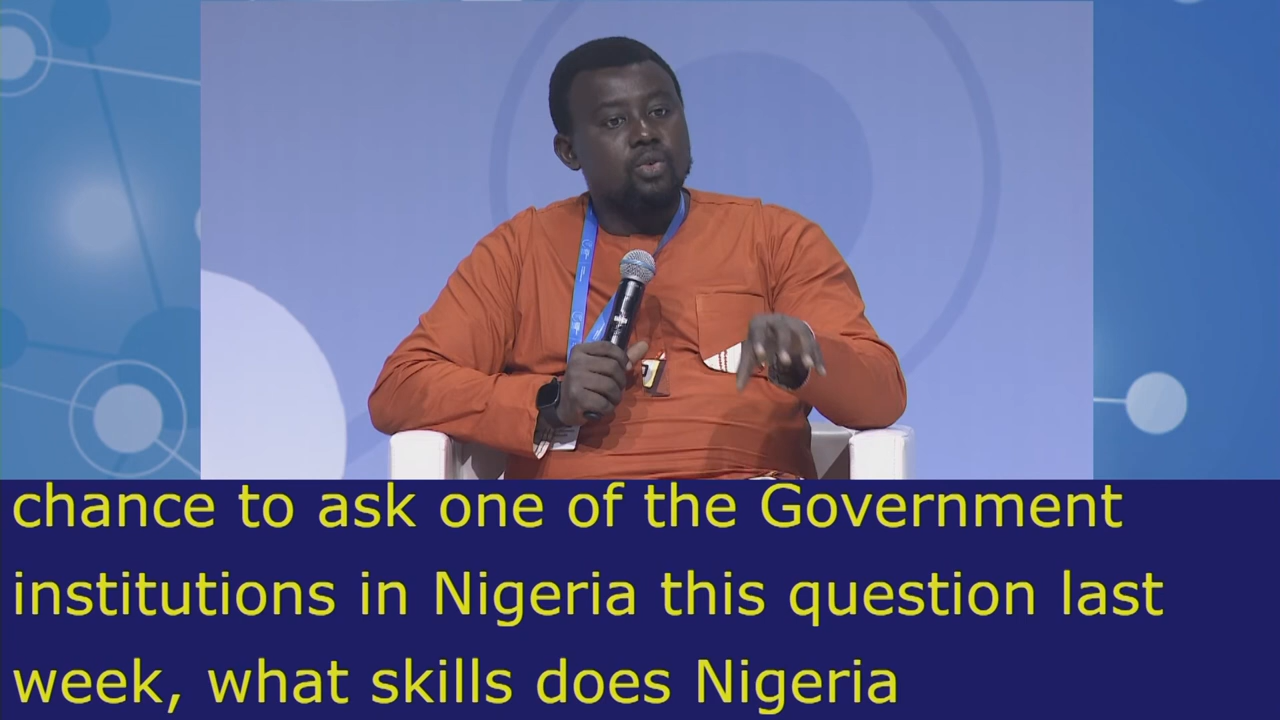 chance to ask one of the Government
institutions in Nigeria this question last
week, what skills does Nigeria